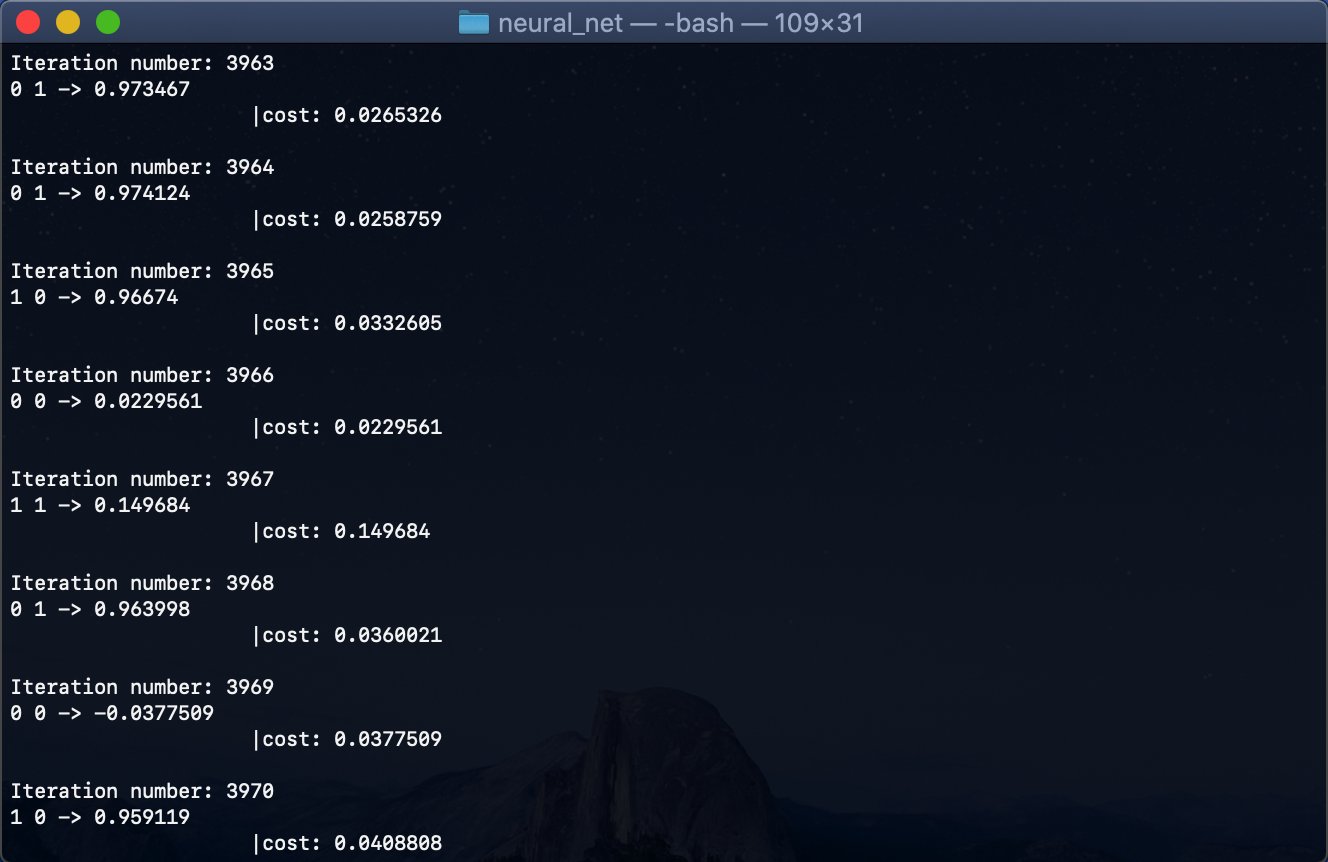 neural_net — -bash — 109×31
Iteration number: 3963
0 1 -> 0.973467
|cost: 0.0265326
Iteration number: 3964
0 1 -> 0.974124
|cost: 0.0258759
Iteration number: 3965
1 0 -> 0.96674
|cost: 0.0332605
Iteration number: 3966
0 0 -> 0.0229561
|cost: 0.0229561
Iteration number: 3967
1 1 -> 0.149684
|cost: 0.149684
Iteration number: 3968
0 1 -> 0.963998
|cost: 0.0360021
Iteration number: 3969
0 0 -> -0.0377509
|cost: 0.0377509
Iteration number: 3970
1 0 -> 0.959119
|cost: 0.0408808